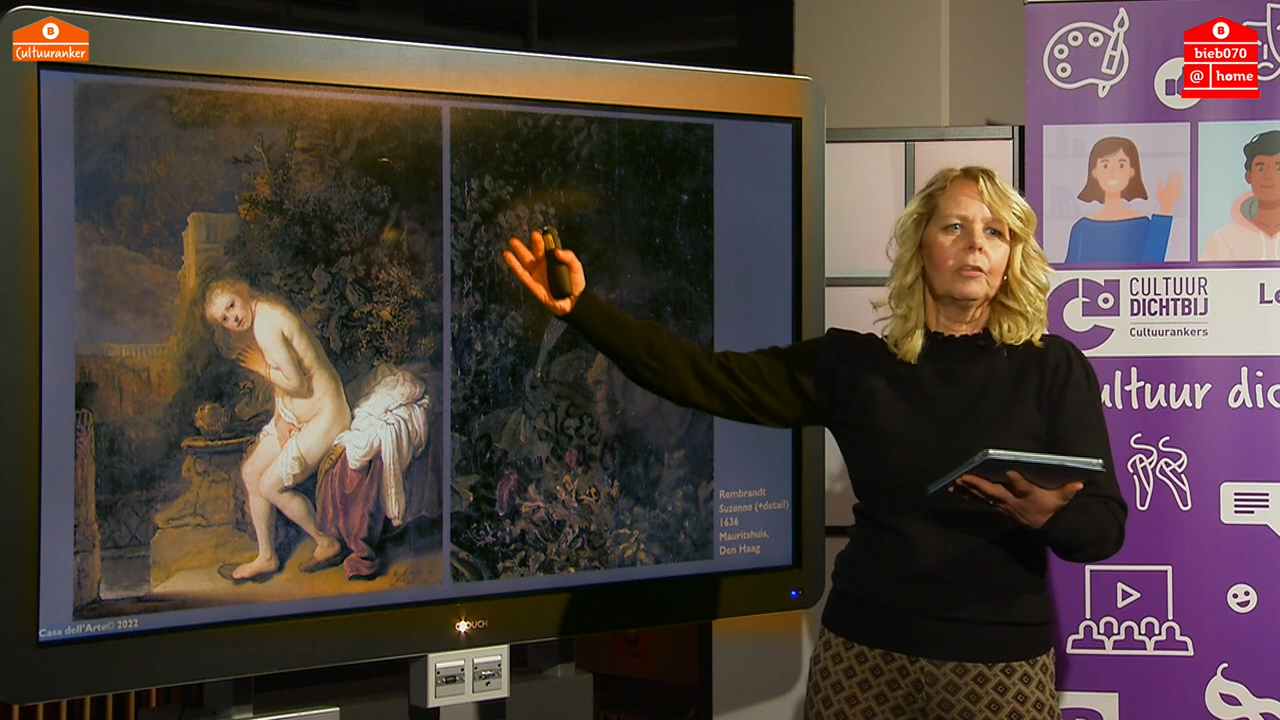 B
Cultuuranker
B
bieb070
@ home
CULTUUR
DICHTBIJ
Cultuurankers
ultuur dic
Rembrandt
Suzanna (+detail)
1636
Mauritshuis,
Den Haag
Casa dell'Arte© 2022